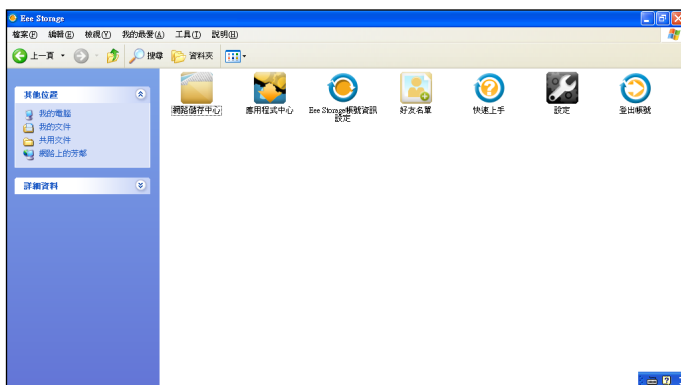 Eee Storage
檔案(F) 編輯(E) 檢視(V) 我的最愛(A) 工具(T) 說明(H)
上一頁 搜尋 資料夾
其他位置
我的電腦
我的文件
共用文件
網路上的芳鄰
詳細資料
網路儲存中心
應用程式中心
Eee Storage帳號資訊
設定
好友名單
快速上手
設定
登出帳號